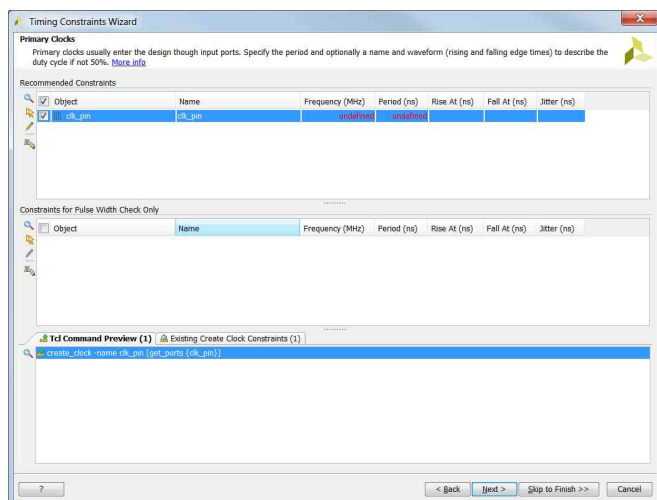 Timing Constraints Wizard
Primary Clocks
Primary clocks usually enter the design though input ports. Specify the period and optionally a name and waveform (rising and falling edge times) to describe the
duty cycle if not 50%. More info
Recommended Constraints
Object Name Frequency (MHz) Period (ns) Rise At (ns) Fall At (ns) Jitter (ns)
clk_pin clk_pin undefined undefined
Constraints for Pulse Width Check Only
Object Name Frequency (MHz) Period (ns) Rise At (ns) Fall At (ns) Jitter (ns)
Tcl Command Preview (1) Existing Create Clock Constraints (1)
create_clock -name clk_pin [get_ports {clk_pin}]
? < Back Next > Skip to Finish >> Cancel